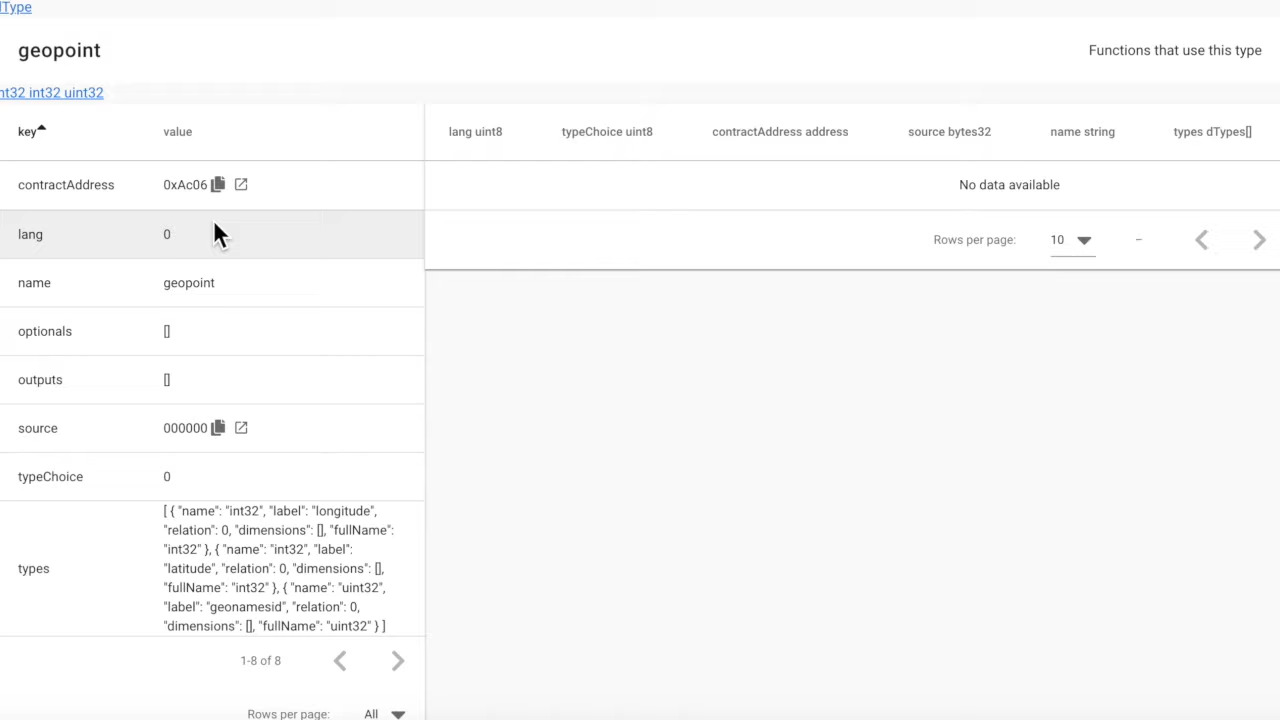 dType
geopoint
Functions that use this type
int32 int32 uint32
key value
lang uint8 typeChoice uint8 contractAddress address source bytes32 name string types dTypes[]
contractAddress 0xAc06
No data available
lang 0
Rows per page: 10 –
name geopoint
optionals []
outputs []
source 000000
typeChoice 0
types
[ { "name": "int32", "label": "longitude",
"relation": 0, "dimensions": [], "fullName":
"int32" }, { "name": "int32", "label":
"latitude", "relation": 0, "dimensions": [],
"fullName": "int32" }, { "name": "uint32",
"label": "geonamesid", "relation": 0,
"dimensions": [], "fullName": "uint32" } ]
1-8 of 8
Rows per page: All